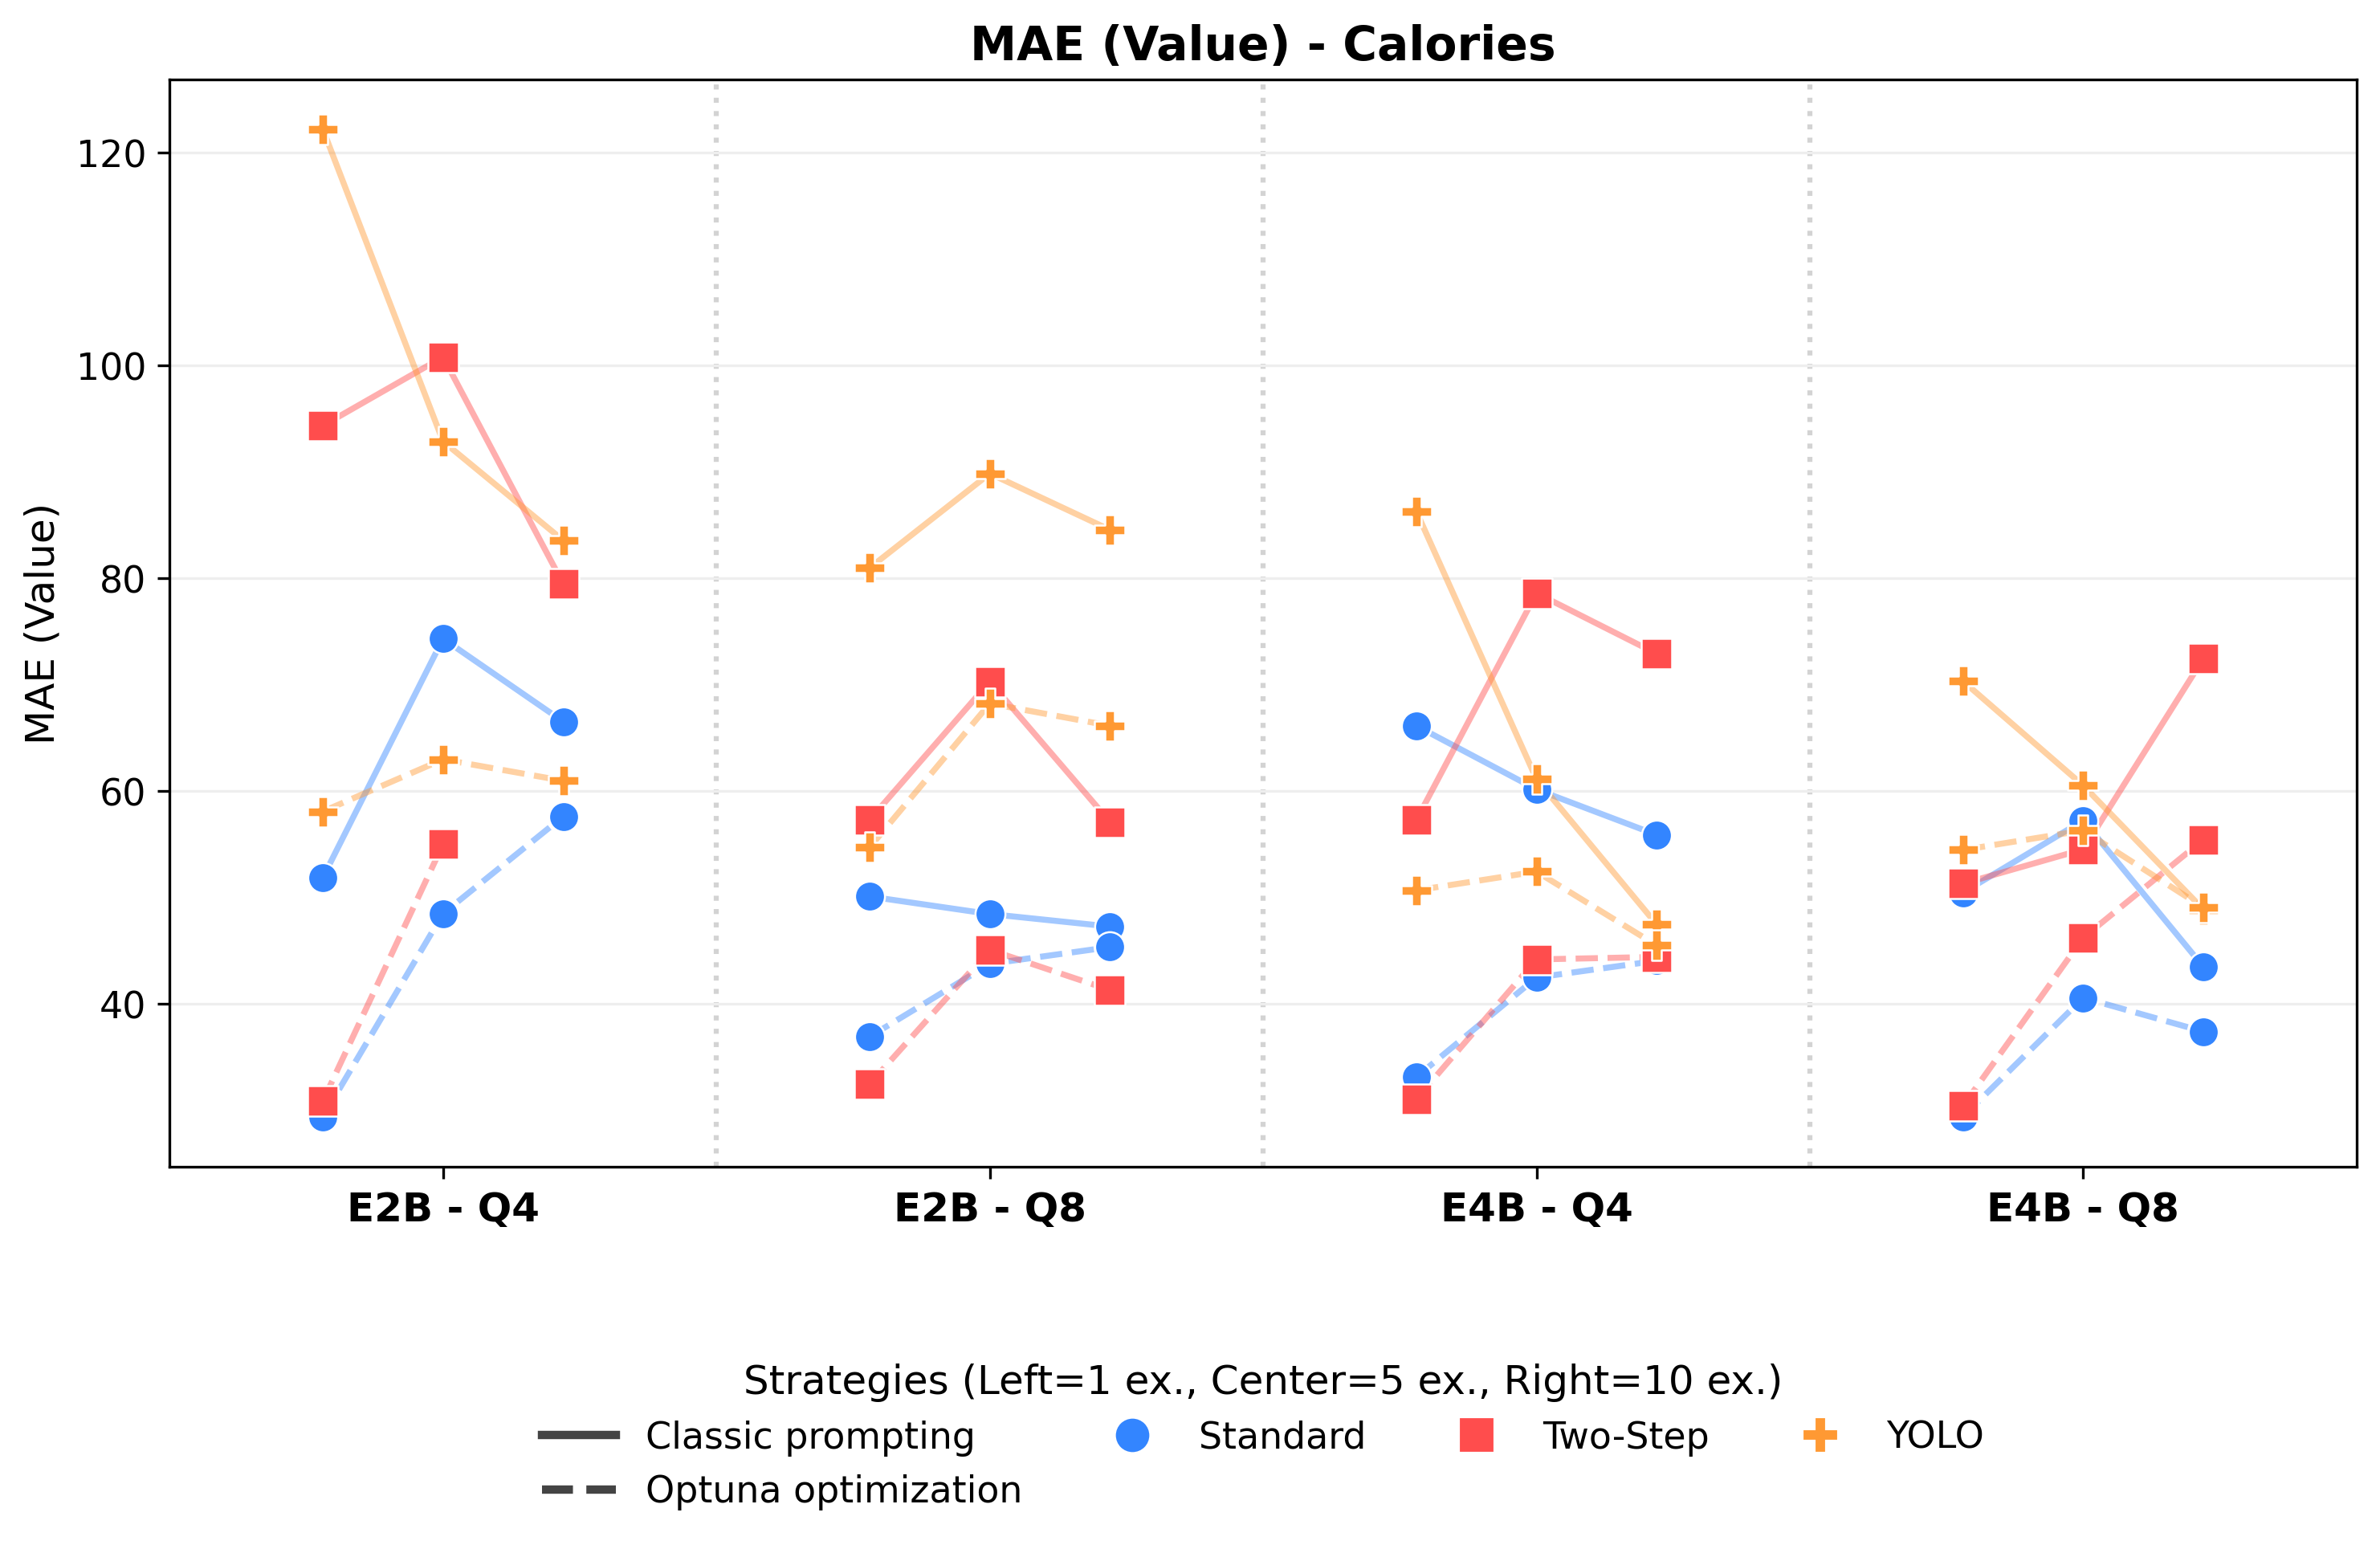 MAE (Value) - Calories
MAE (Value)
120
100
80
60
40
E2B - Q4
E2B - Q8
E4B - Q4
E4B - Q8
Strategies (Left=1 ex., Center=5 ex., Right=10 ex.)
Classic prompting
Optuna optimization
Standard
Two-Step
YOLO